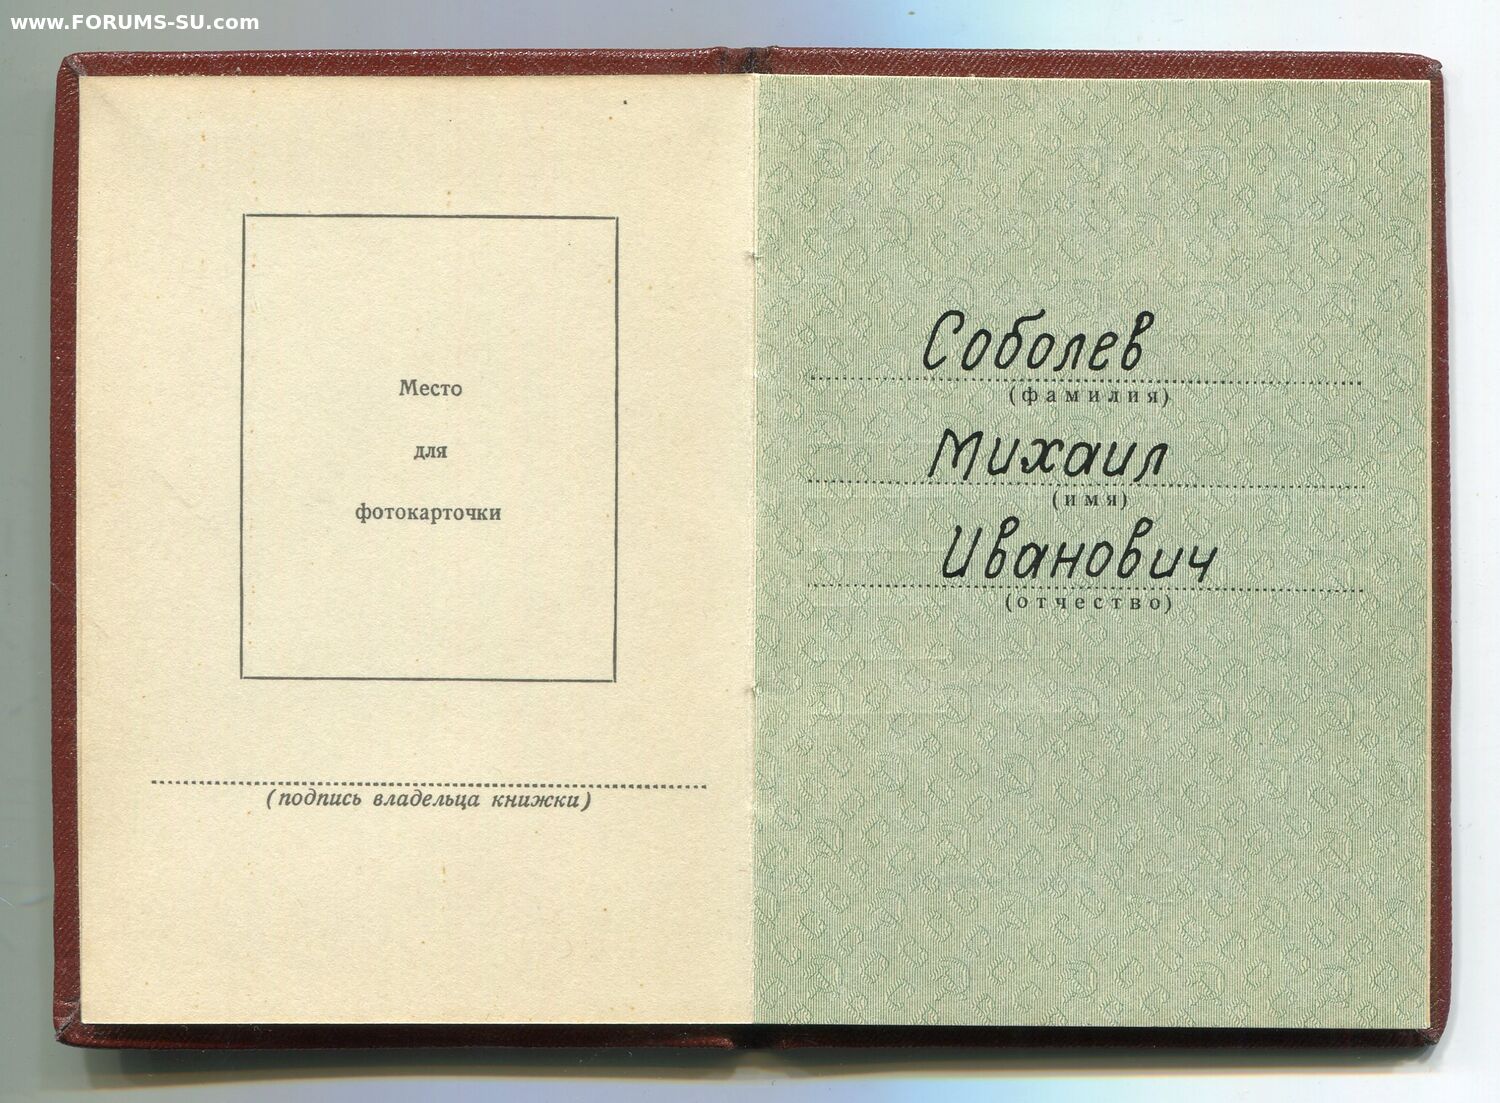 www.FORUMS-SU.com
Место
для
фотокарточки
(подпись владельца книжки)
Соболев
(фамилия)
Михаил
(имя)
Иванович
(отчество)